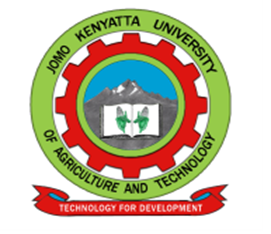 JOMO KENYATTA UNIVERSITY
OF AGRICULTURE AND TECHNOLOGY
TECHNOLOGY FOR DEVELOPMENT